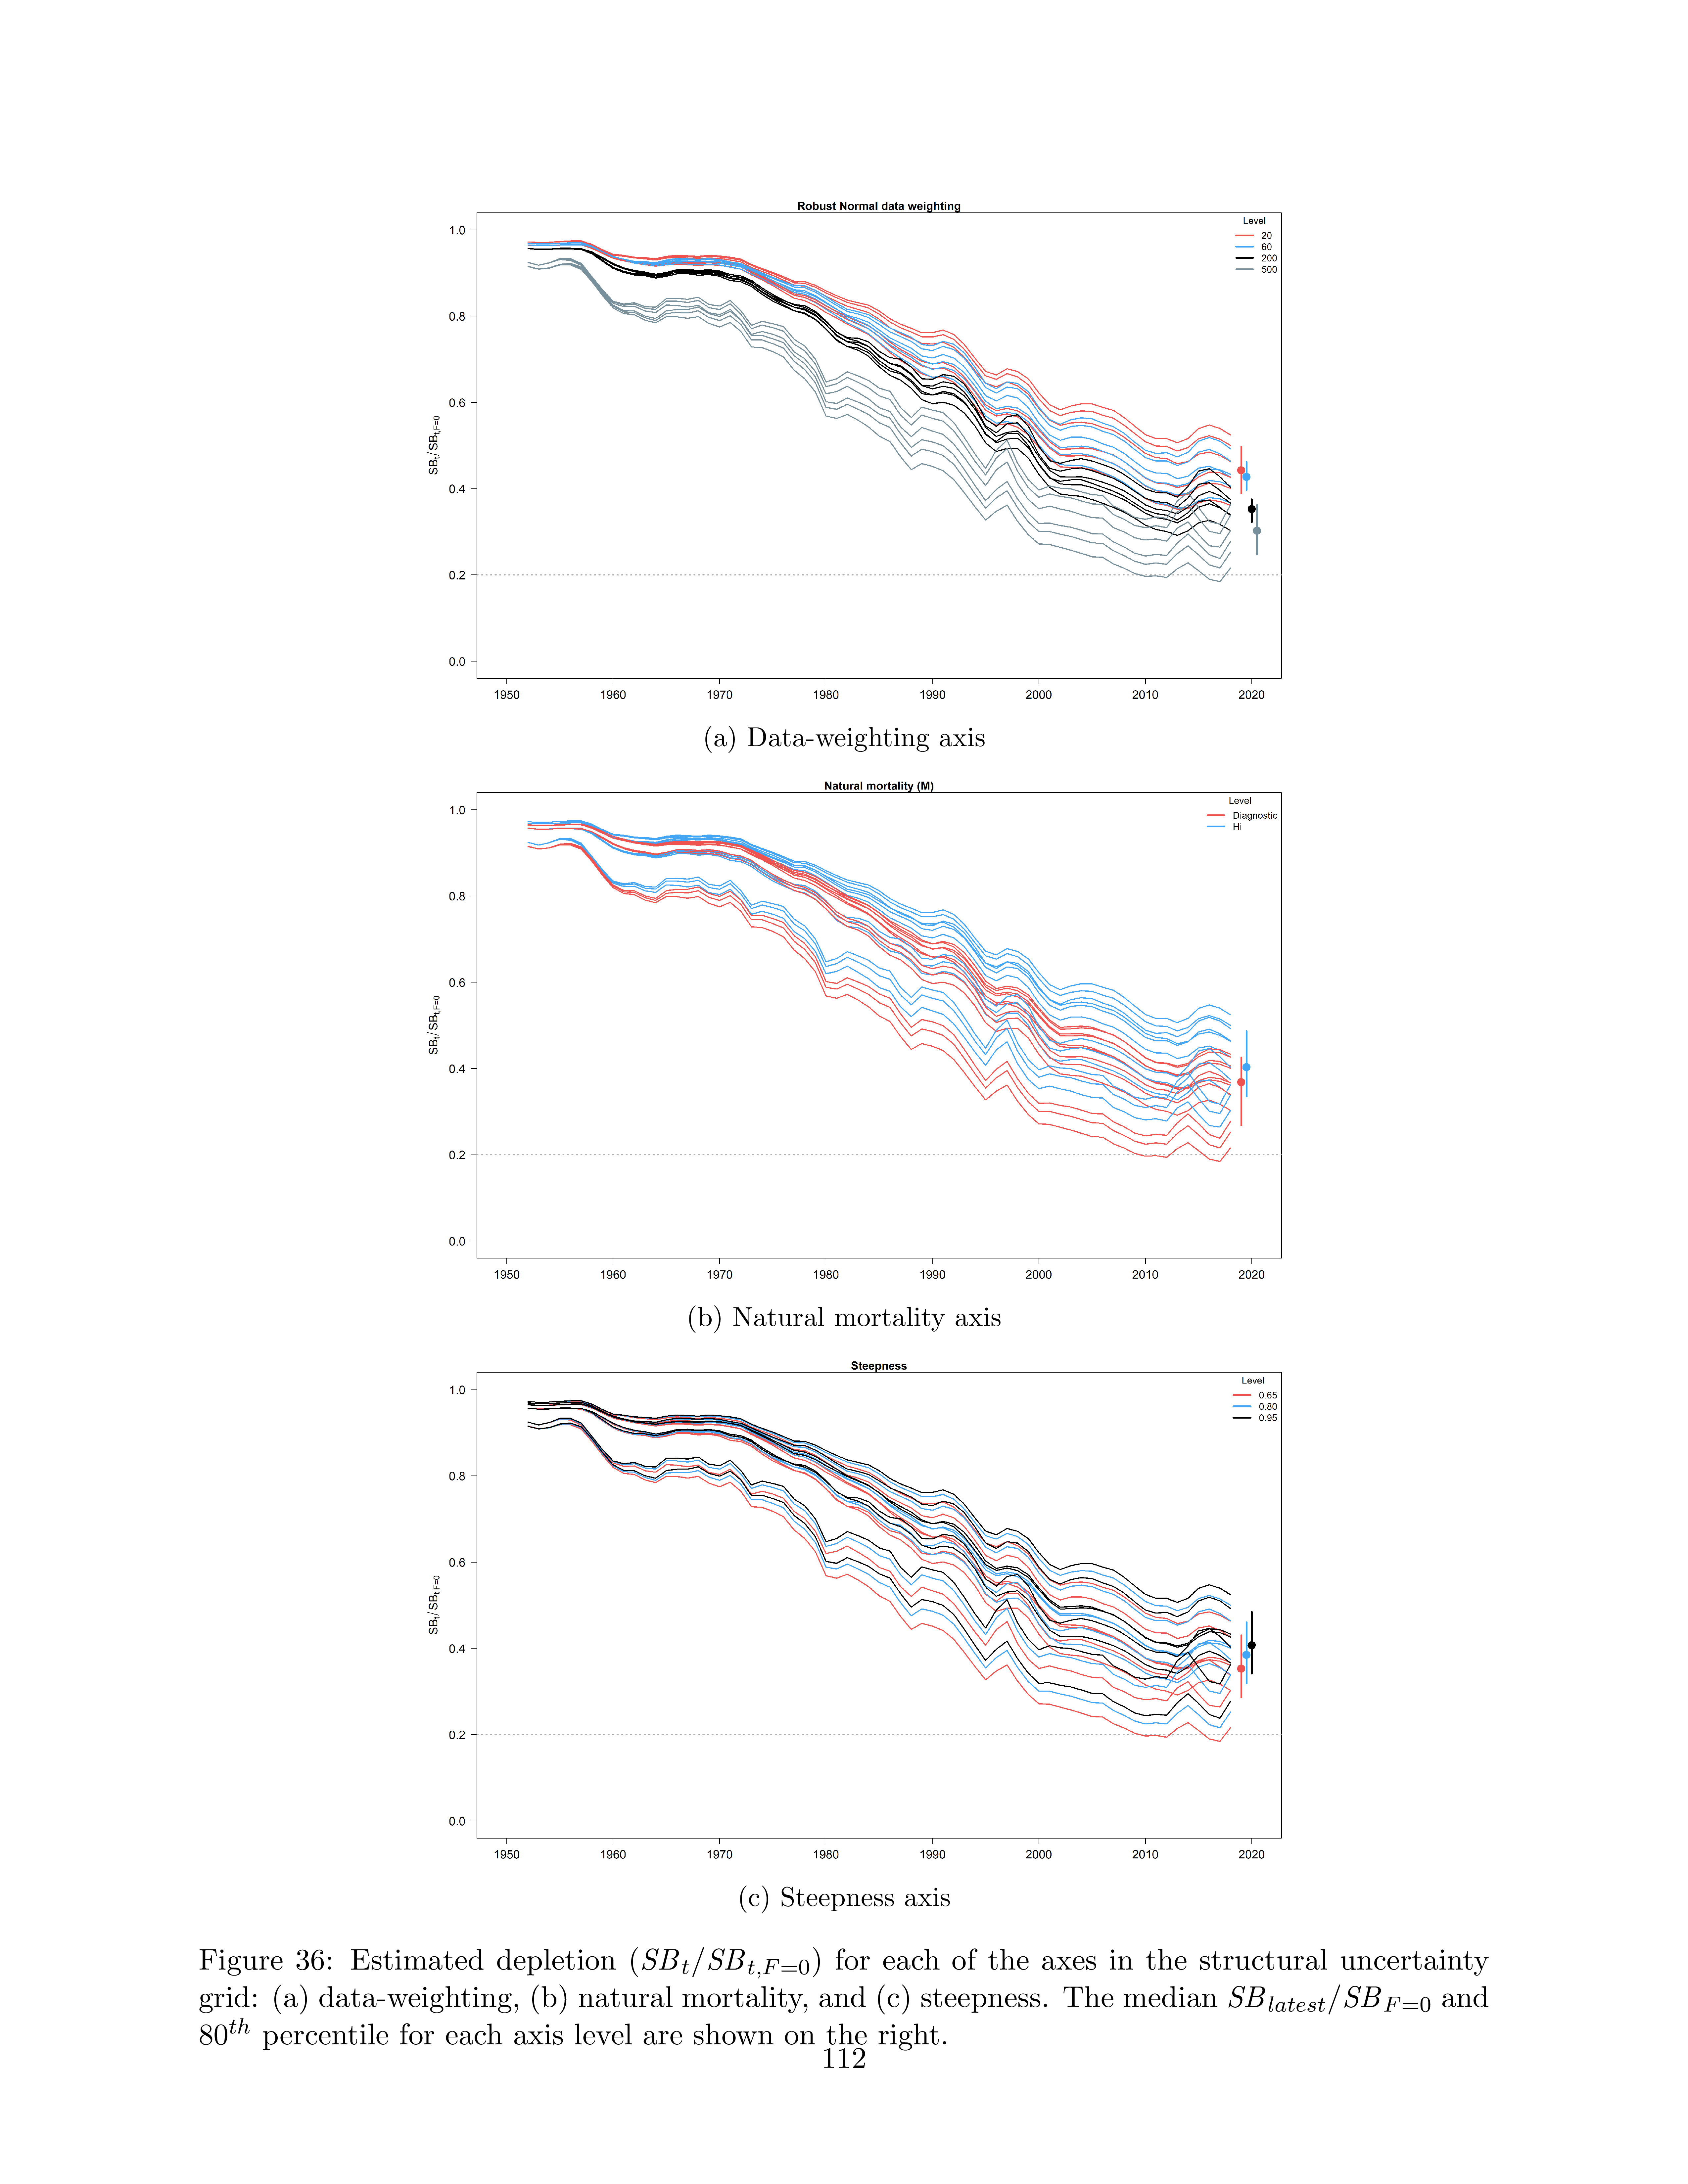 Robust Normal data weighting
Level
20
60
200
500
1.0
0.8
0.6
0.4
0.2
0.0
SBt/SBt,F=0
1950 1960 1970 1980 1990 2000 2010 2020
(a) Data-weighting axis
Natural mortality (M)
Level
Diagnostic
Hi
1.0
0.8
0.6
0.4
0.2
0.0
SBt/SBt,F=0
1950 1960 1970 1980 1990 2000 2010 2020
(b) Natural mortality axis
Steepness
Level
0.65
0.80
0.95
1.0
0.8
0.6
0.4
0.2
0.0
SBt/SBt,F=0
1950 1960 1970 1980 1990 2000 2010 2020
(c) Steepness axis
Figure 36: Estimated depletion (SBt/SBt,F=0) for each of the axes in the structural uncertainty
grid: (a) data-weighting, (b) natural mortality, and (c) steepness. The median SBlatest/SBF=0 and
80th percentile for each axis level are shown on the right.
112